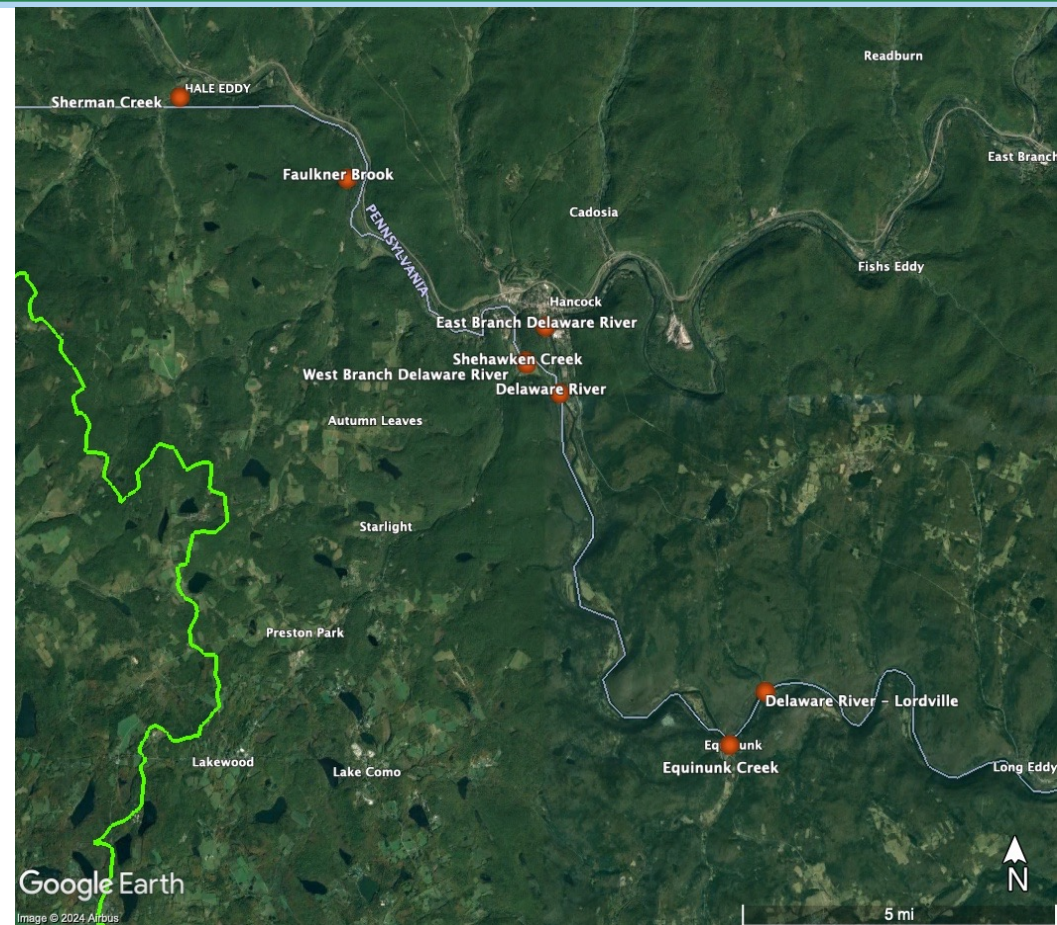 Readburn
HALE EDDY
Sherman Creek
East Branch
Faulkner Brook
PENNSYLVANIA
Cadosia
Fishs Eddy
Hancock
East Branch Delaware River
Shehawken Creek
West Branch Delaware River
Delaware River
Autumn Leaves
Starlight
Preston Park
Delaware River - Lordville
Eq unk
Equinunk Creek
Lakewood
Lake Como
Long Eddy
Google Earth
N
Image © 2024 Airbus
5 mi